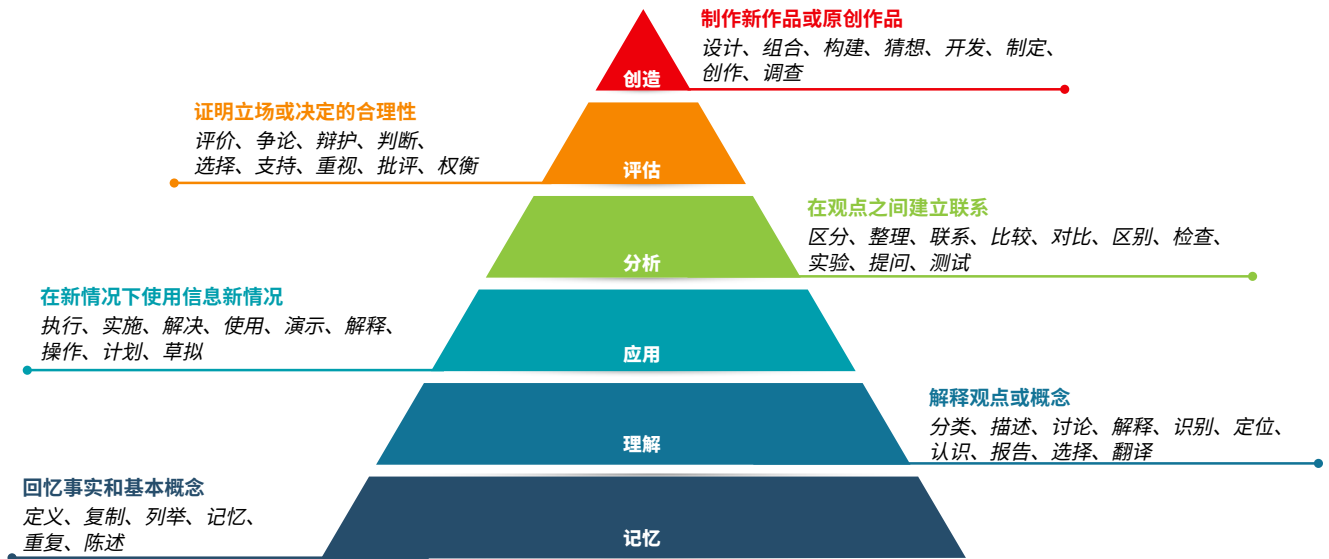 制作新作品或原创作品
设计、组合、构建、猜想、开发、制定、
创作、调查
创造
证明立场或决定的合理性
评价、争论、辩护、判断、
选择、支持、重视、批评、权衡
评估
在观点之间建立联系
区分、整理、联系、比较、对比、区别、检查、
实验、提问、测试
分析
在新情况下使用信息新情况
执行、实施、解决、使用、演示、解释、
操作、计划、草拟
应用
解释观点或概念
分类、描述、讨论、解释、识别、定位、
认识、报告、选择、翻译
理解
回忆事实和基本概念
定义、复制、列举、记忆、
重复、陈述
记忆